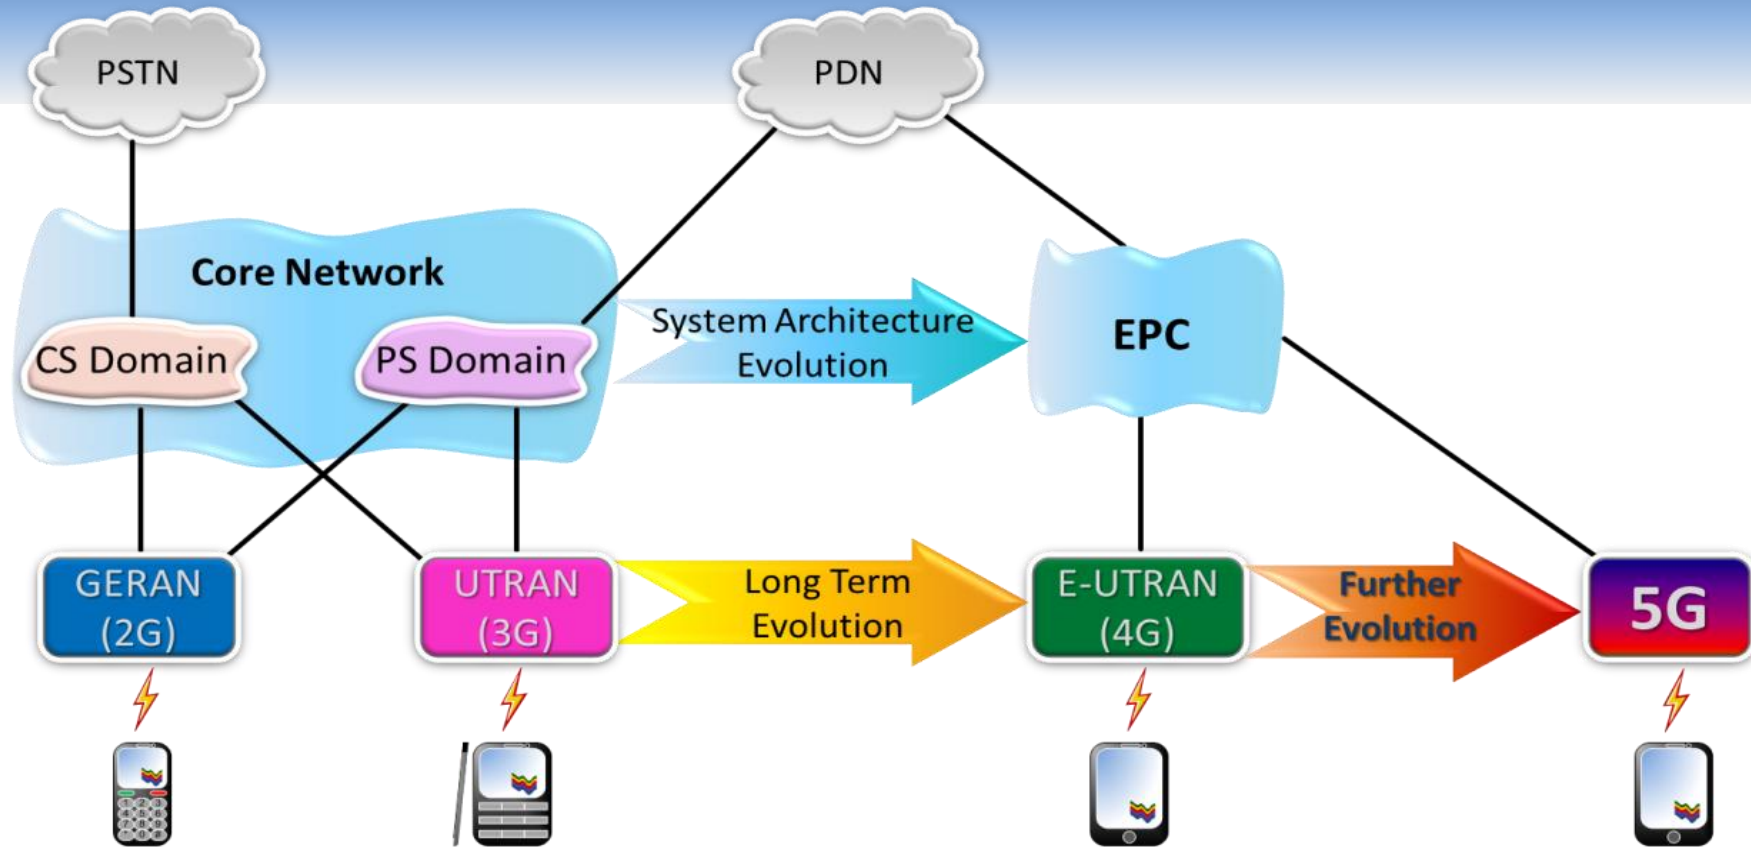 PSTN
PDN
Core Network
CS Domain
PS Domain
System Architecture
Evolution
EPC
GERAN
(2G)
UTRAN
(3G)
Long Term
Evolution
E-UTRAN
(4G)
Further
Evolution
5G